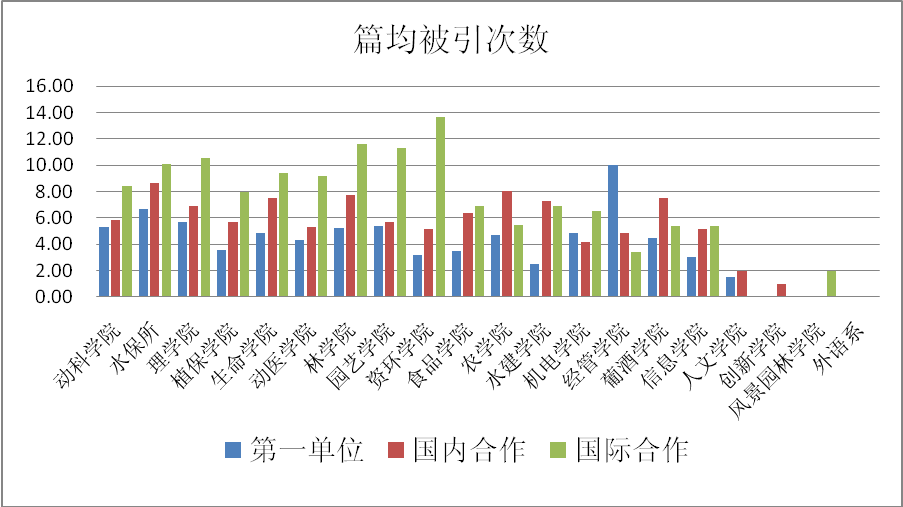 篇均被引次数
16.00
14.00
12.00
10.00
8.00
6.00
4.00
2.00
0.00
动科学院
水保所
理学院
植保学院
生命学院
动医学院
林学院
园艺学院
资环学院
食品学院
农学院
水建学院
机电学院
经管学院
葡酒学院
信息学院
人文学院
创新学院
风景园林学院
外语系
第一单位 国内合作 国际合作